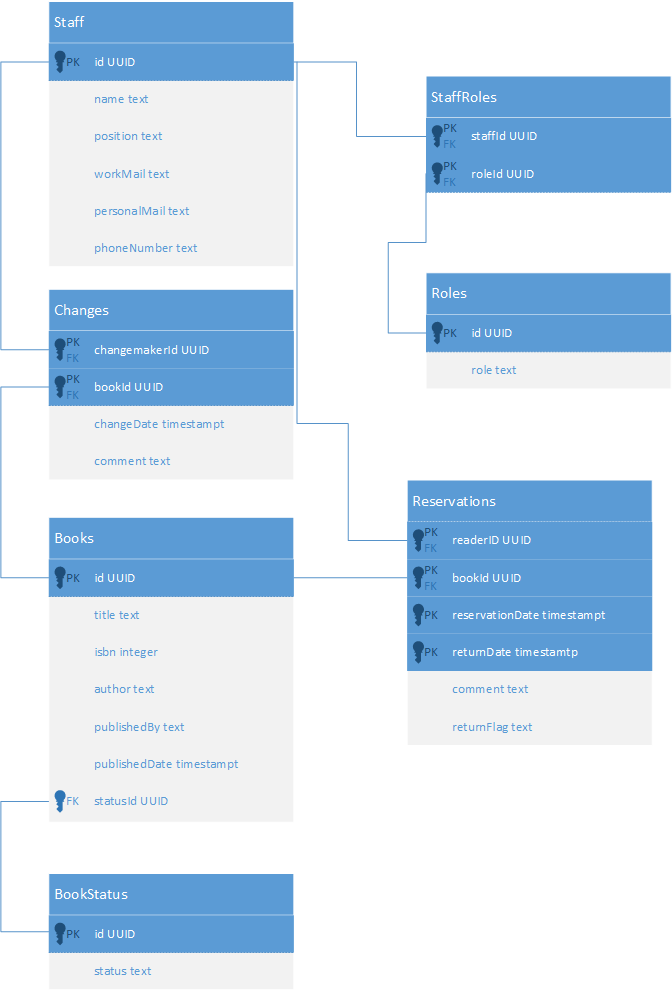 Staff
PK id UUID
name text
position text
workMail text
personalMail text
phoneNumber text
StaffRoles
PK
FK staffId UUID
PK
FK roleId UUID
Changes
PK
FK changemakerId UUID
PK
FK bookId UUID
changeDate timestampt
comment text
Roles
PK id UUID
role text
Books
PK id UUID
title text
isbn integer
author text
publishedBy text
publishedDate timestampt
FK statusId UUID
Reservations
PK
FK readerID UUID
PK
FK bookId UUID
PK reservationDate timestampt
PK returnDate timestamtp
comment text
returnFlag text
BookStatus
PK id UUID
status text